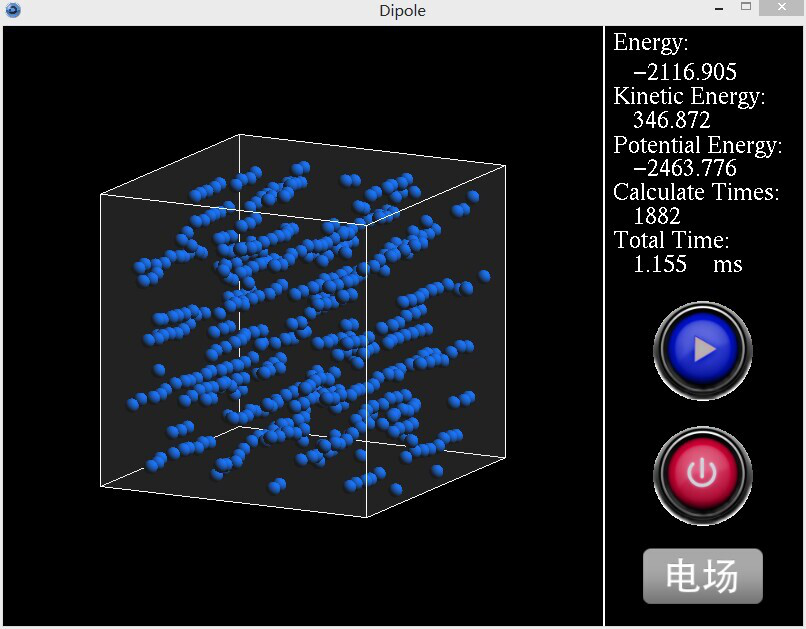 Dipole
Energy:
−2116.905
Kinetic Energy:
346.872
Potential Energy:
−2463.776
Calculate Times:
1882
Total Time:
1.155 ms
电场